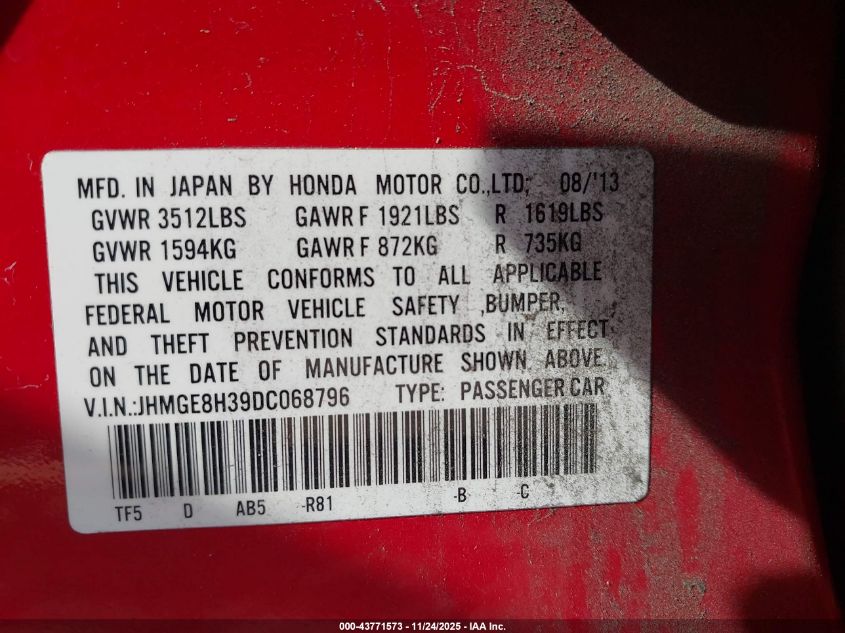 MFD. IN JAPAN BY HONDA MOTOR CO.,LTD; 08/'13
GVWR 3512LBS GAWR F 1921LBS R 1619LBS
GVWR 1594KG GAWR F 872KG R 735KG
THIS VEHICLE CONFORMS TO ALL APPLICABLE
FEDERAL MOTOR VEHICLE SAFETY ,BUMPER,
AND THEFT PREVENTION STANDARDS IN EFFECT
ON THE DATE OF MANUFACTURE SHOWN ABOVE.
V.I.N.:JHMGE8H39DC068796 TYPE: PASSENGER CAR
TF5 D AB5 -R81 -B -C
000-43771573 - 11/24/2025 - IAA Inc.